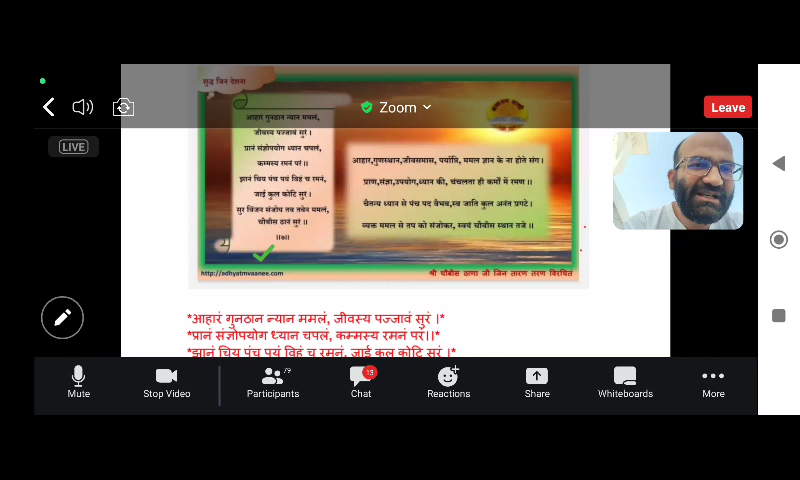 शुद्ध जिन देशना
Zoom
Leave
LIVE
आहारं गुनठान न्यान ममलं,
जीवस्य पज्जावं सुरं ।
प्रानं संज्ञोपयोग ध्यान चपलं,
कम्मस्य रमनं परं ॥
झानं चिय पंच पयं विहं च रमनं,
जाई कुल कोटि सुरं ।
सुर विंजन संजोय तव तवेन ममलं,
चौवीस ठानं सुरं ॥
आहार,गुणस्थान,जीवसमास, पर्याप्ति, ममल ज्ञान के ना होते संग।
प्राण,संज्ञा,उपयोग,ध्यान की, चंचलता ही कर्मों में रमण ॥
चैतन्य ध्यान से पंच पद वैभव,स्व जाति कुल अनंत प्रगटे।
व्यक्त ममल से तप को संजोकर, स्वयं चौबीस स्थान तजे ॥
http://adhyatmvaanee.com
श्री चौबीस ठाणा जी जिन तारण तरण विरचित
*आहारं गुनठान न्यान ममलं, जीवस्य पज्जावं सुरं ।*
*प्रानं संज्ञोपयोग ध्यान चपलं, कम्मस्य रमनं परं।।*
*झानं चिय पंच पयं विहं च रमनं, जाई कुल कोटि सुरं ।*
79
13
Mute
Stop Video
Participants
Chat
Reactions
Share
Whiteboards
More